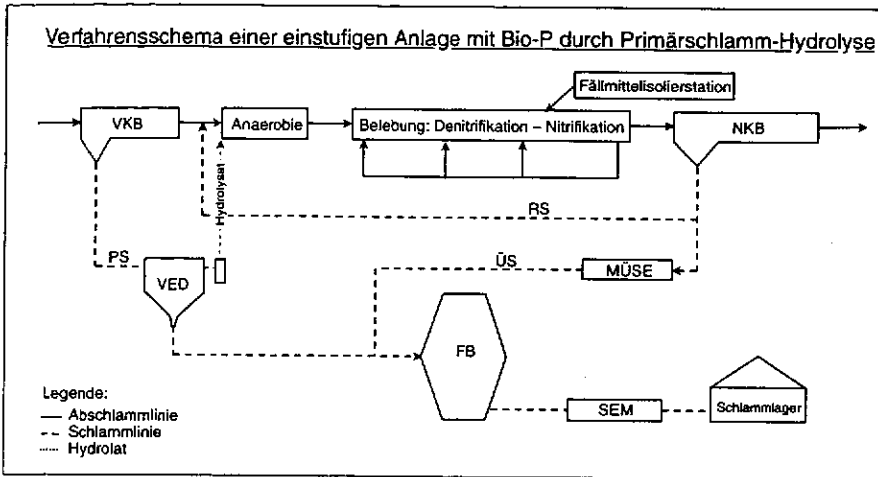 Verfahrensschema einer einstufigen Anlage mit Bio-P durch Primärschlamm-Hydrolyse
Fällmittelisolierstation
VKB
Anaerobie
Belebung: Denitrifikation – Nitrifikation
NKB
Hydrolysat
RS
PS
VED
ÜS
MÜSE
FB
SEM
Schlammlager
Legende:
Abschlammlinie
Schlammlinie
Hydrolat